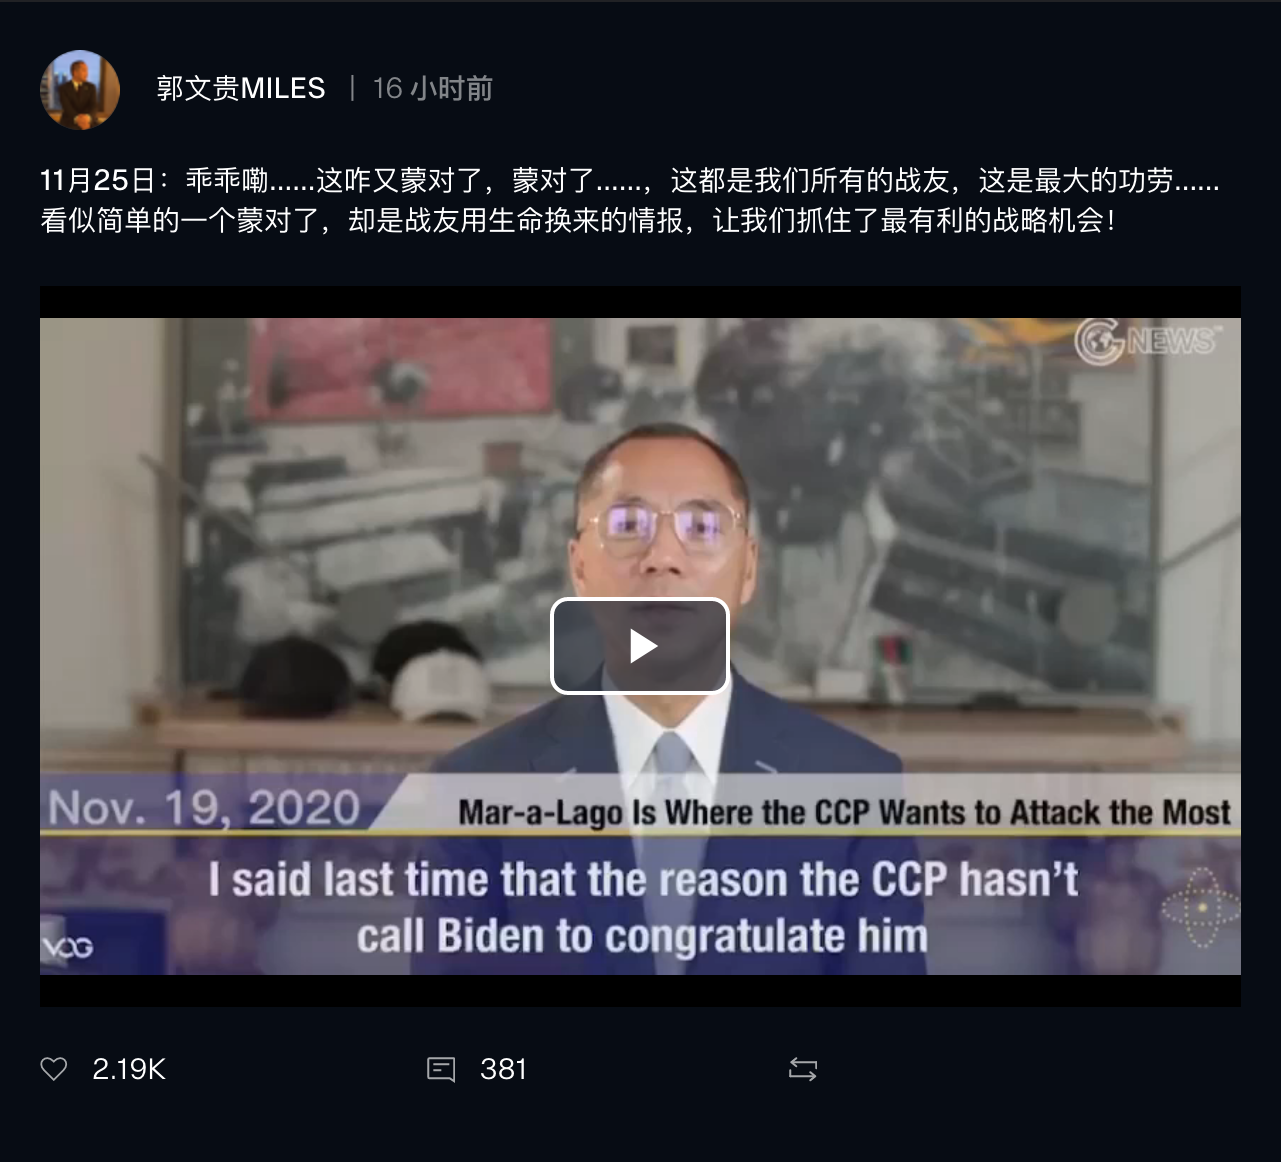 郭文贵MILES | 16 小时前
11月25日：乖乖嘞……这咋又蒙对了，蒙对了……，这都是我们所有的战友，这是最大的功劳……
看似简单的一个蒙对了，却是战友用生命换来的情报，让我们抓住了最有利的战略机会！
G NEWS™
Nov. 19, 2020
Mar-a-Lago Is Where the CCP Wants to Attack the Most
I said last time that the reason the CCP hasn't
call Biden to congratulate him
VOG
2.19K 381